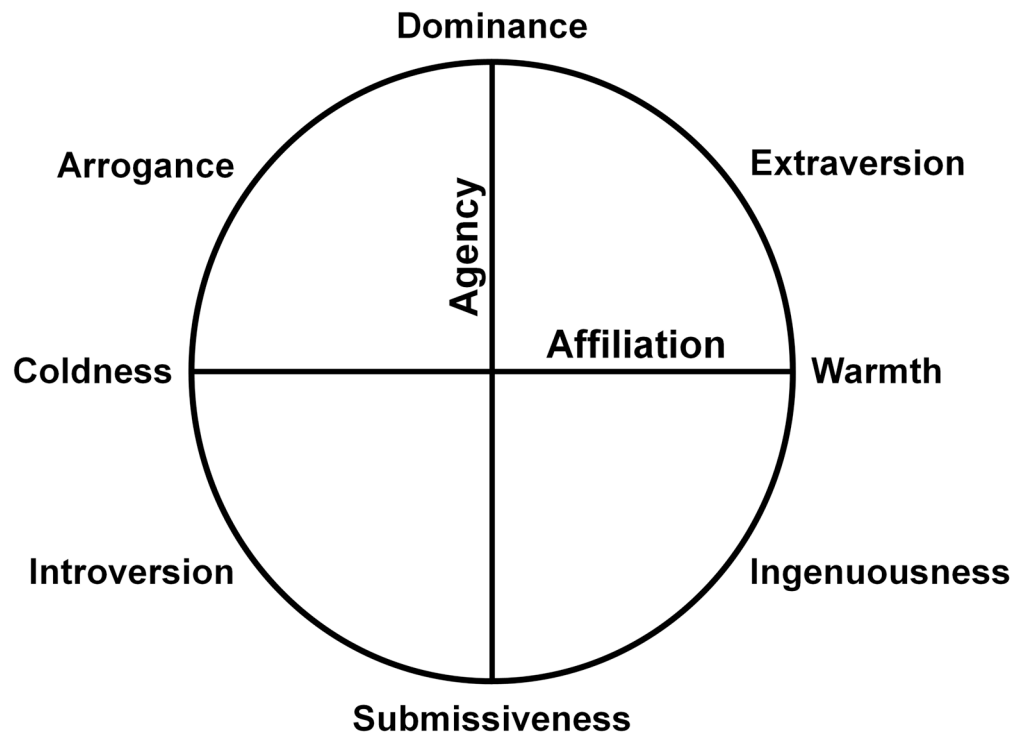 Dominance
Arrogance
Extraversion
Agency
Affiliation
Coldness
Warmth
Introversion
Ingenuousness
Submissiveness